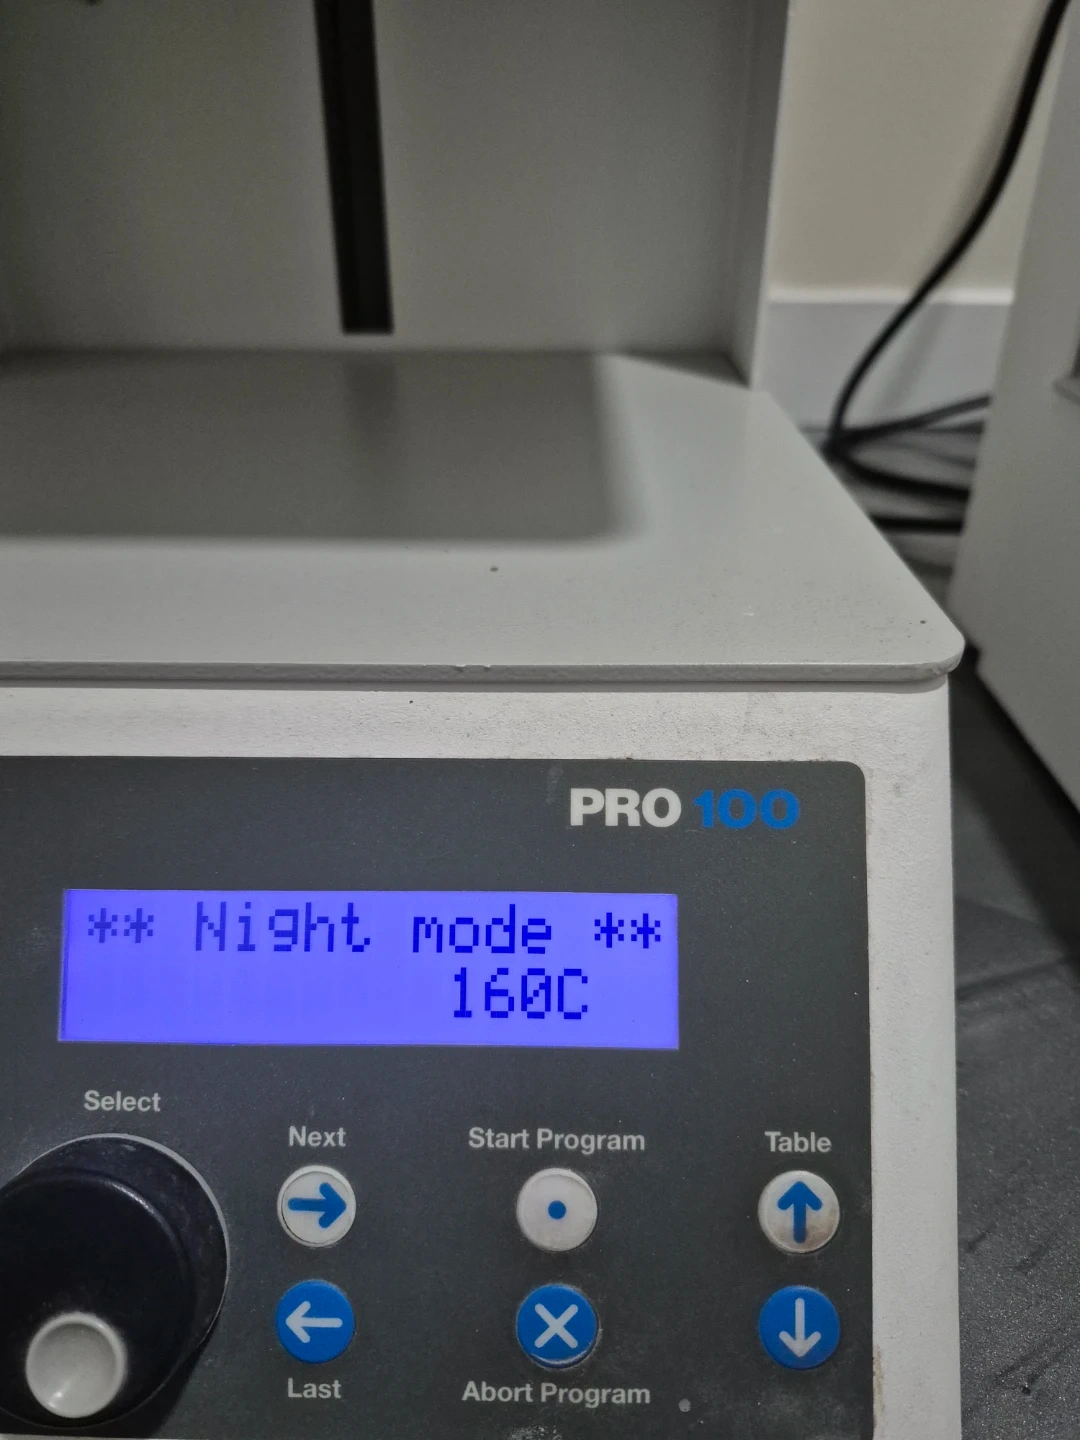 PRO 100
** Night mode **
160C
Select
Next
Start Program
Table
Last
Abort Program